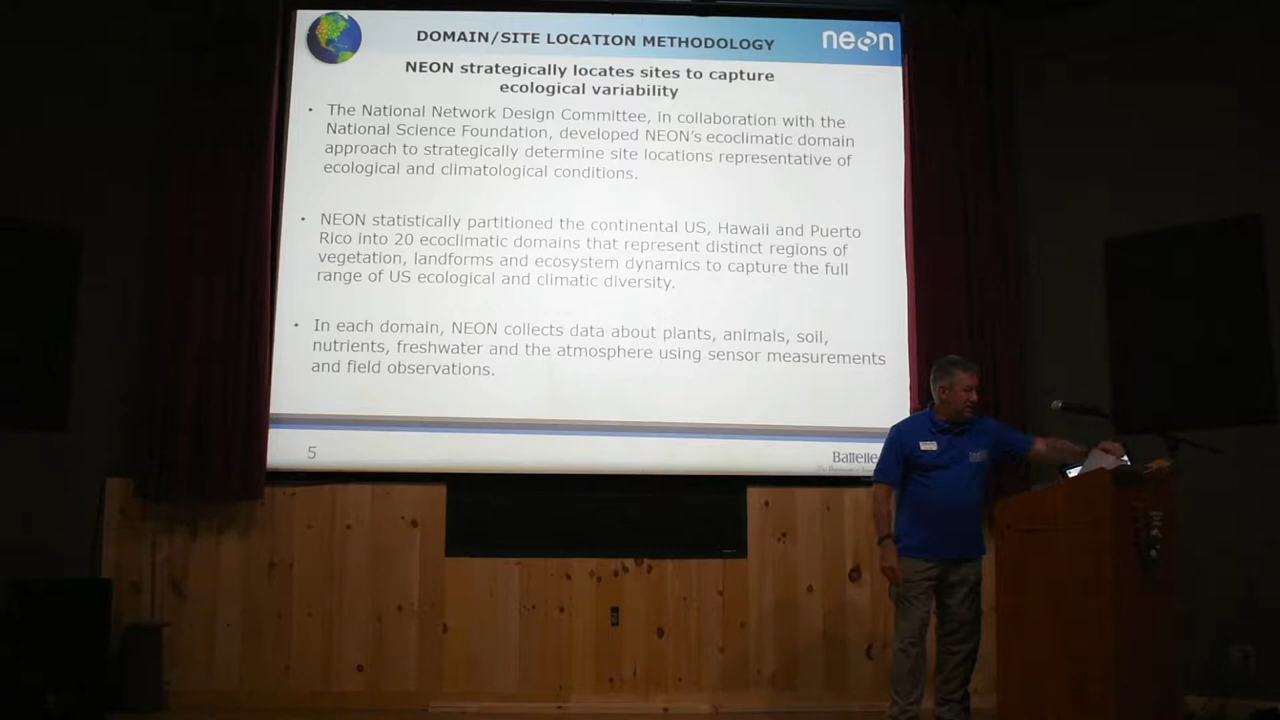 DOMAIN/SITE LOCATION METHODOLOGY
neon
NEON strategically locates sites to capture
ecological variability
• The National Network Design Committee, in collaboration with the
National Science Foundation, developed NEON's ecoclimatic domain
approach to strategically determine site locations representative of
ecological and climatological conditions.
• NEON statistically partitioned the continental US, Hawaii and Puerto
Rico into 20 ecoclimatic domains that represent distinct regions of
vegetation, landforms and ecosystem dynamics to capture the full
range of US ecological and climatic diversity.
• In each domain, NEON collects data about plants, animals, soil,
nutrients, freshwater and the atmosphere using sensor measurements
and field observations.
5
Battelle